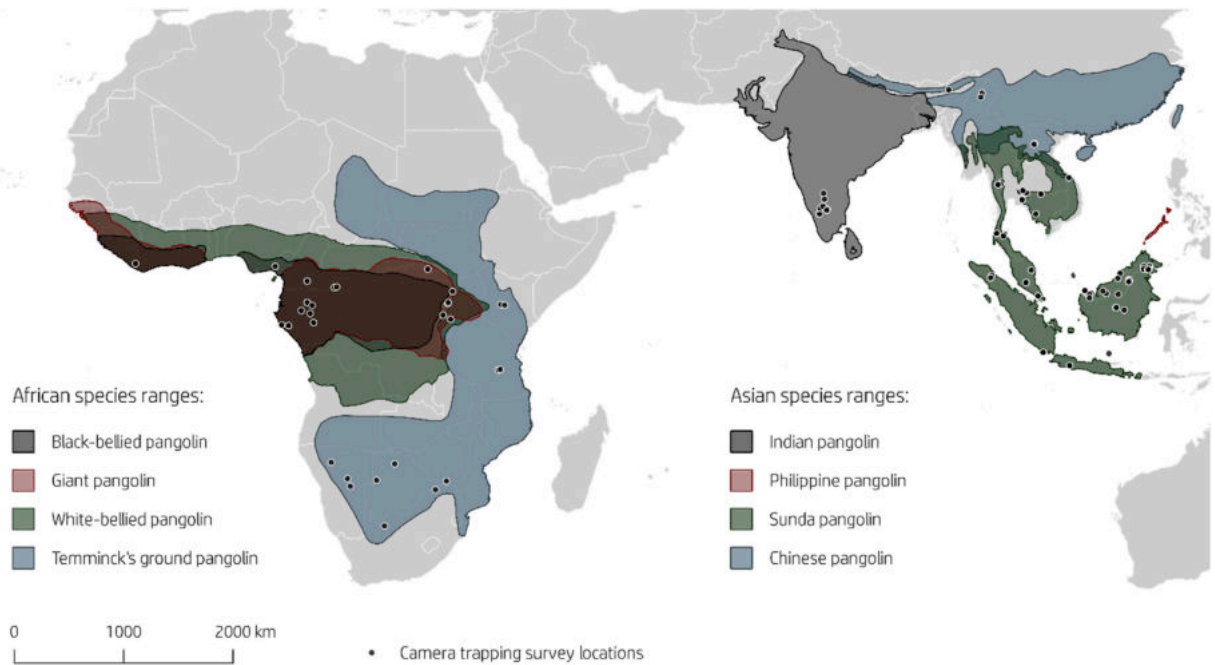 African species ranges:
Black-bellied pangolin
Giant pangolin
White-bellied pangolin
Temminck's ground pangolin
Asian species ranges:
Indian pangolin
Philippine pangolin
Sunda pangolin
Chinese pangolin
0 1000 2000 km
Camera trapping survey locations